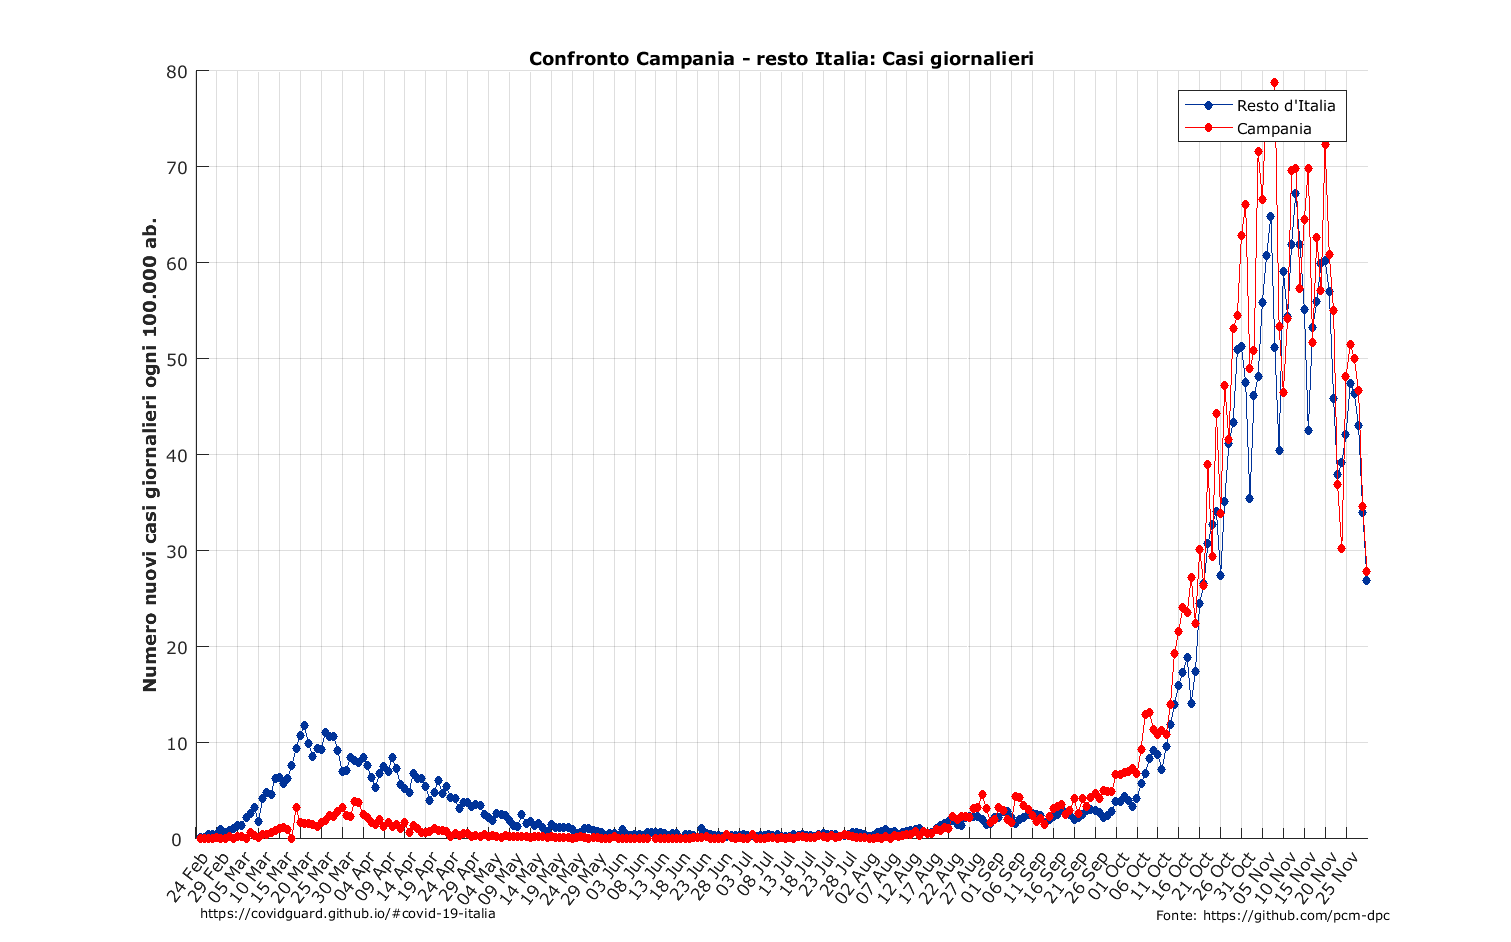 Confronto Campania - resto Italia: Casi giornalieri
Numero nuovi casi giornalieri ogni 100.000 ab.
80
70
60
50
40
30
20
10
0
Resto d'Italia
Campania
24 Feb
29 Feb
05 Mar
10 Mar
15 Mar
20 Mar
25 Mar
30 Mar
04 Apr
09 Apr
14 Apr
19 Apr
24 Apr
29 Apr
04 May
09 May
14 May
19 May
24 May
29 May
03 Jun
08 Jun
13 Jun
18 Jun
23 Jun
28 Jun
03 Jul
08 Jul
13 Jul
18 Jul
23 Jul
28 Jul
02 Aug
07 Aug
12 Aug
17 Aug
22 Aug
27 Aug
01 Sep
06 Sep
11 Sep
16 Sep
21 Sep
26 Sep
01 Oct
06 Oct
11 Oct
16 Oct
21 Oct
26 Oct
31 Oct
05 Nov
10 Nov
15 Nov
20 Nov
25 Nov
https://covidguard.github.io/#covid-19-italia
Fonte: https://github.com/pcm-dpc